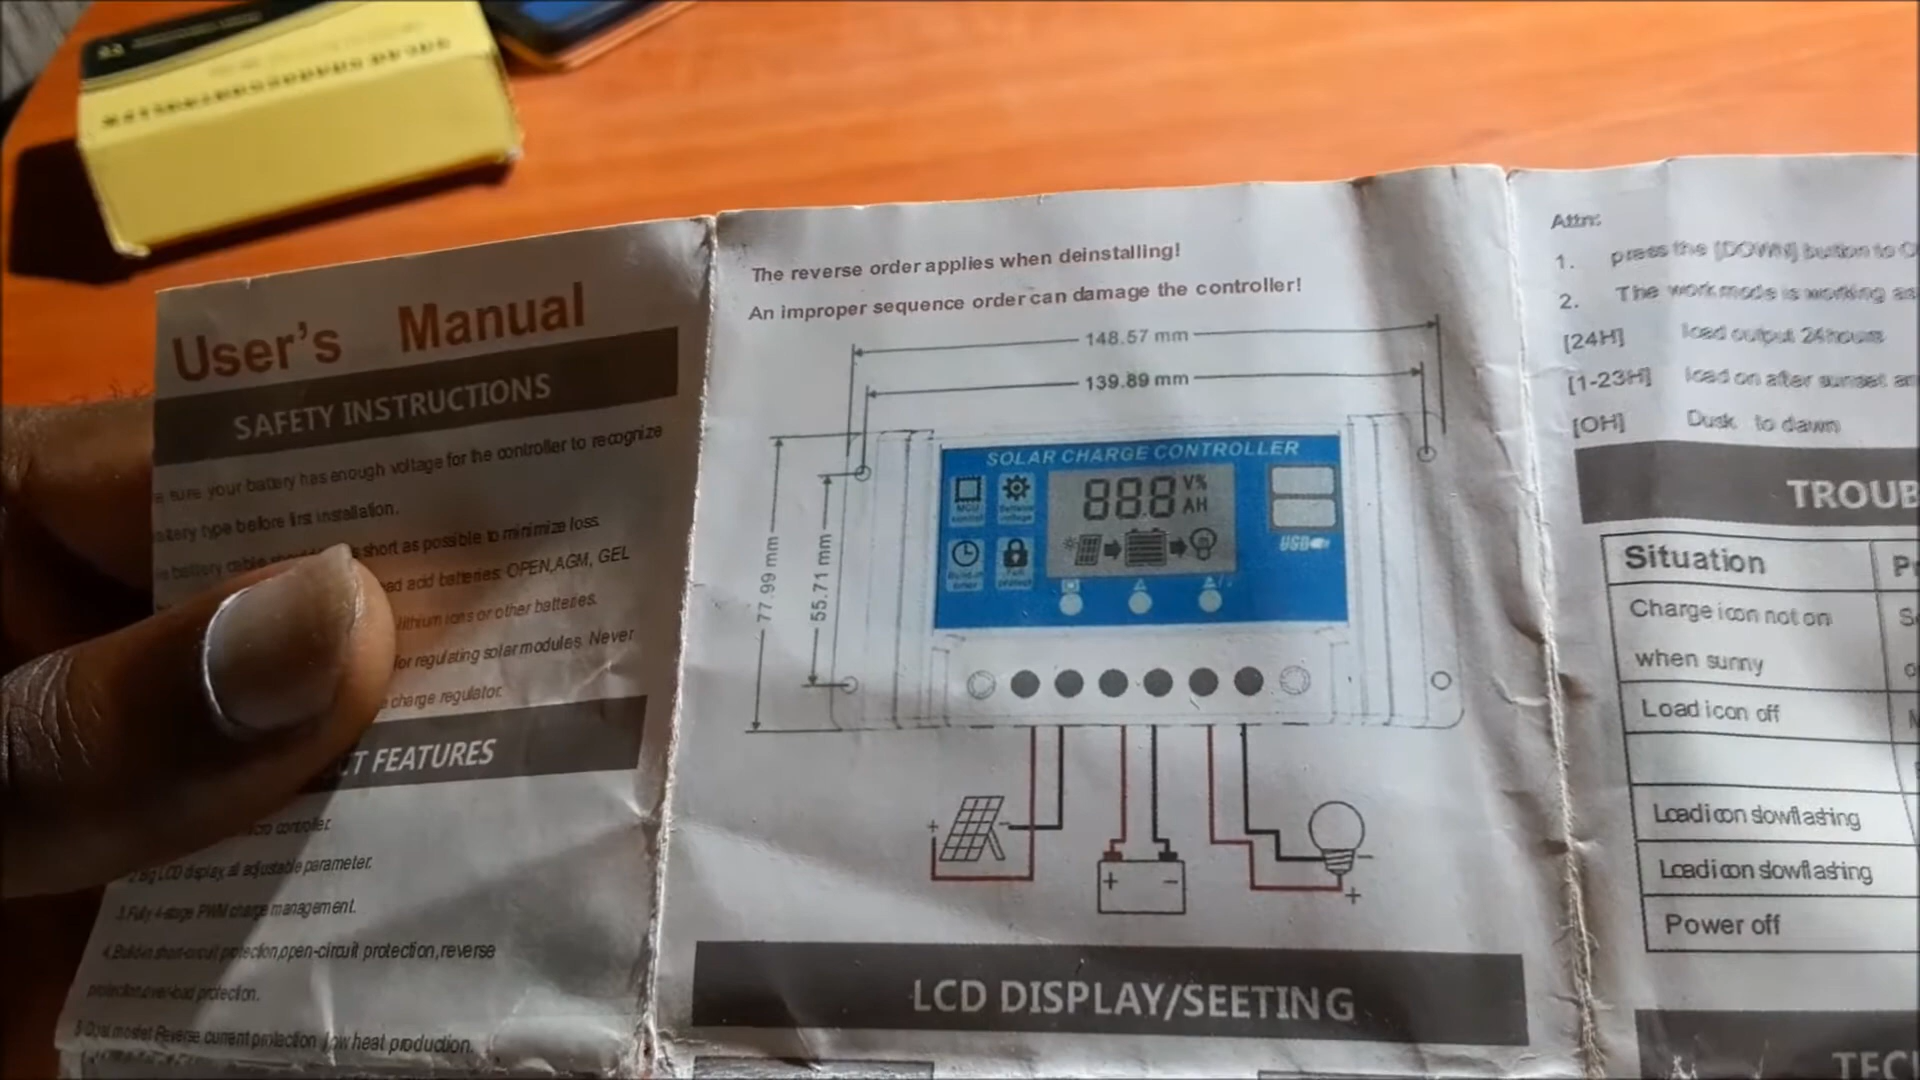 User's Manual
SAFETY INSTRUCTIONS
sure your battery has enough voltage for the controller to recognize
type before first installation.
battery cable short as possible to minimize loss.
acid batteries: OPEN,AGM, GEL
lithium ions or other batteries.
for regulating solar modules. Never
charge regulator.
FEATURES
controller.
2.Big LCD display,all adjustable parameter.
3.Fully 4-stage PWM charge management.
4.Build-in short-circuit protection,open-circuit protection,reverse
protection,over-load protection.
Reverse current protection ,low heat production.
The reverse order applies when deinstalling!
An improper sequence order can damage the controller!
148.57 mm
139.89 mm
77.99 mm
55.71 mm
SOLAR CHARGE CONTROLLER
888 V%
AH
USB
+ -
+ -
-
+
LCD DISPLAY/SEETING
Attn:
1. press the [DOWN] button to
2. The work mode is working as
[24H] load output 24hours
[1-23H] load on after sunset
[OH] Dusk to dawn
TROUB
Situation
Charge icon not on
when sunny
Load icon off
Load icon slowflashing
Load icon slowflashing
Power off
TEC